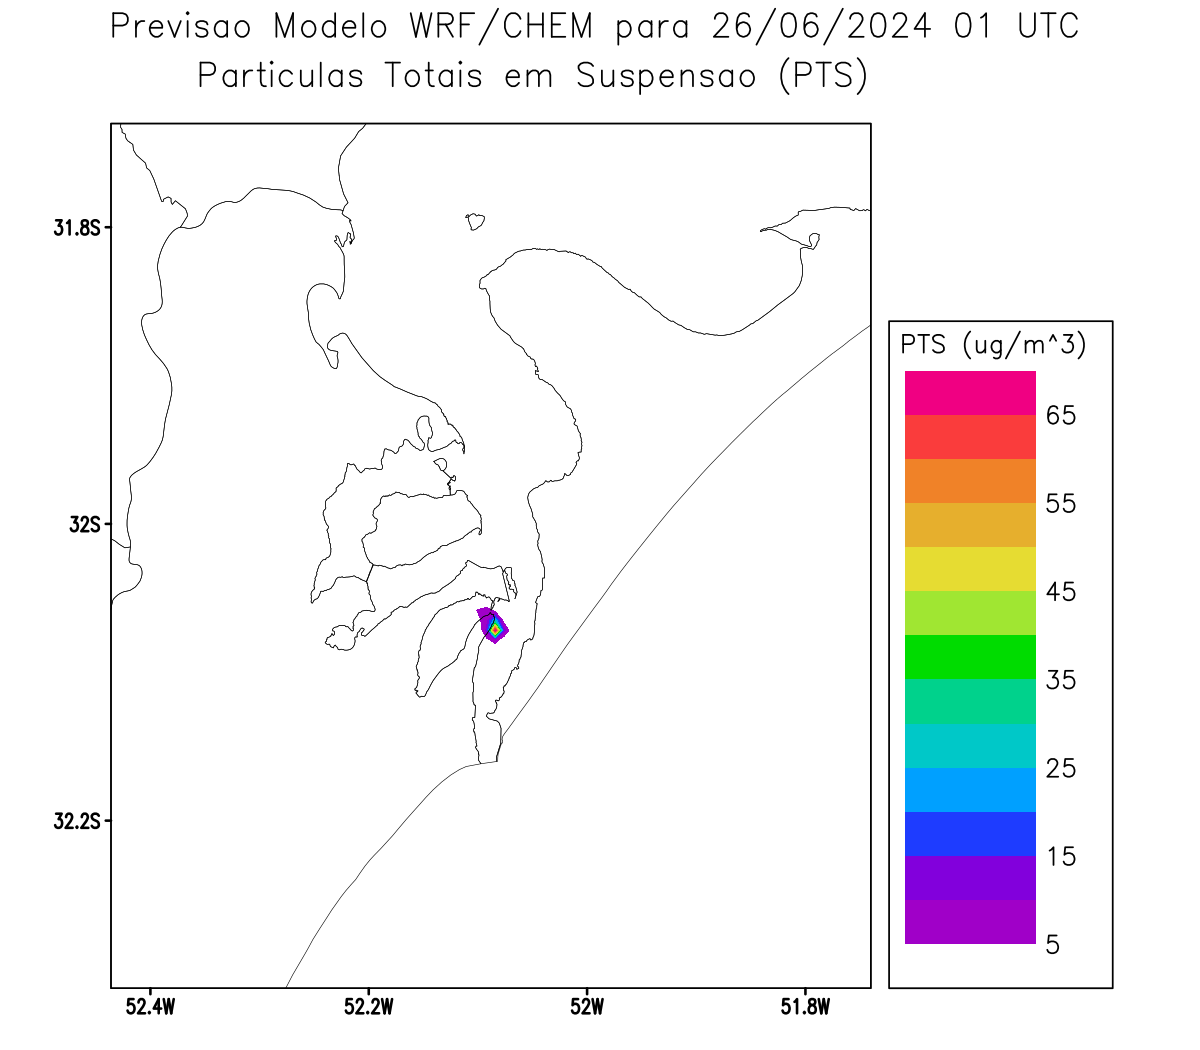 Previsao Modelo WRF/CHEM para 26/06/2024 01 UTC
Particulas Totais em Suspensao (PTS)
31.8S
32S
32.2S
52.4W 52.2W 52W 51.8W
PTS (ug/m^3)
65
55
45
35
25
15
5